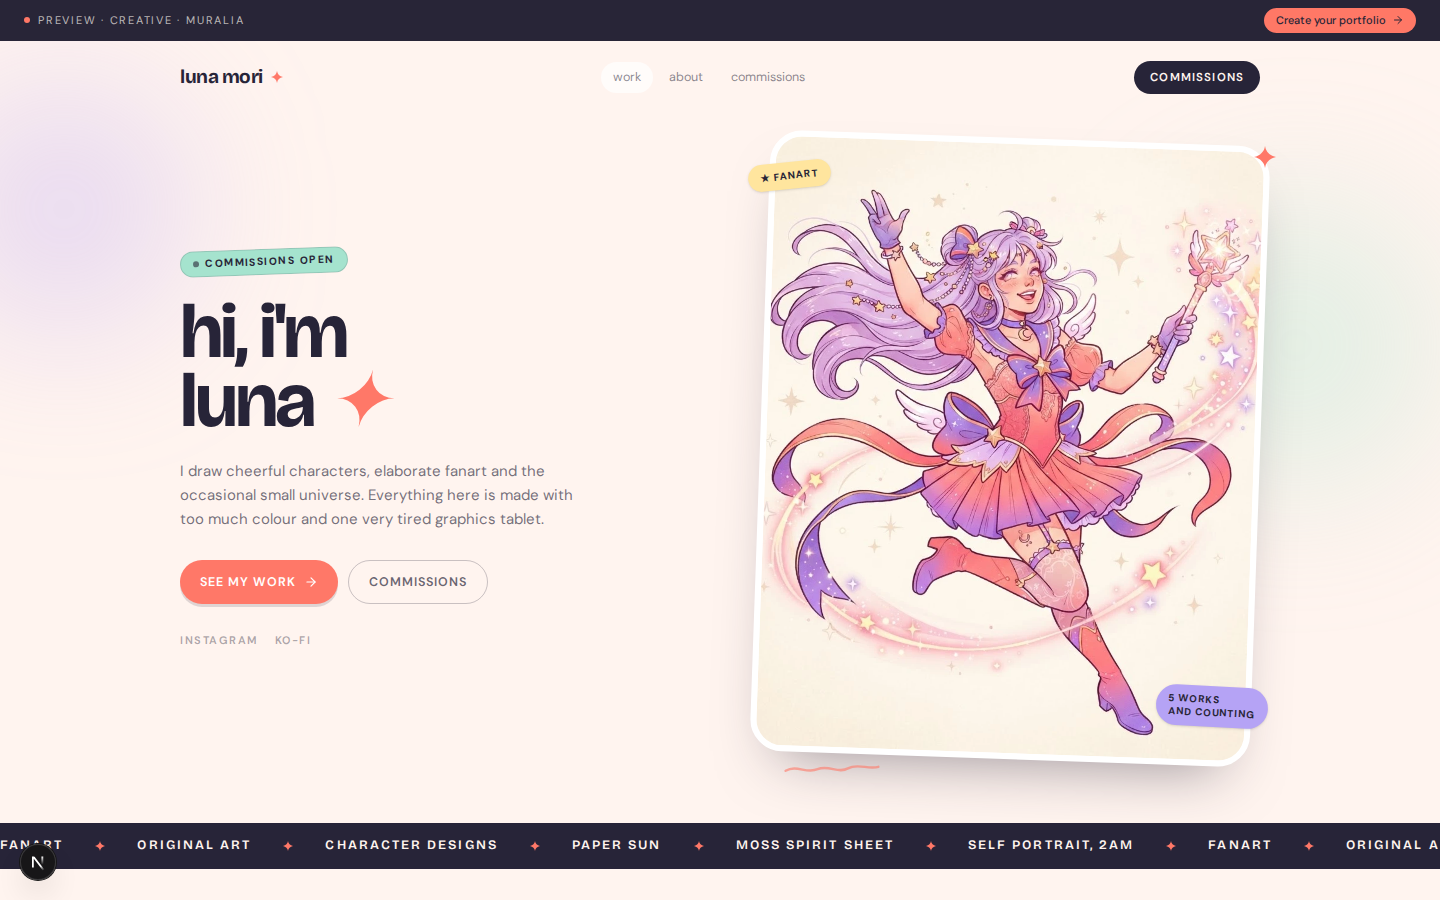 PREVIEW · CREATIVE · MURALIA
Create your portfolio →
luna mori
work
about
commissions
COMMISSIONS
★ FANART
COMMISSIONS OPEN
hi, i'm
luna
I draw cheerful characters, elaborate fanart and the
occasional small universe. Everything here is made with
too much colour and one very tired graphics tablet.
SEE MY WORK →
COMMISSIONS
INSTAGRAM
KO-FI
5 WORKS
AND COUNTING
FANART ✦ ORIGINAL ART ✦ CHARACTER DESIGNS ✦ PAPER SUN ✦ MOSS SPIRIT SHEET ✦ SELF PORTRAIT, 2AM ✦ FANART ✦ ORIGINAL A
N